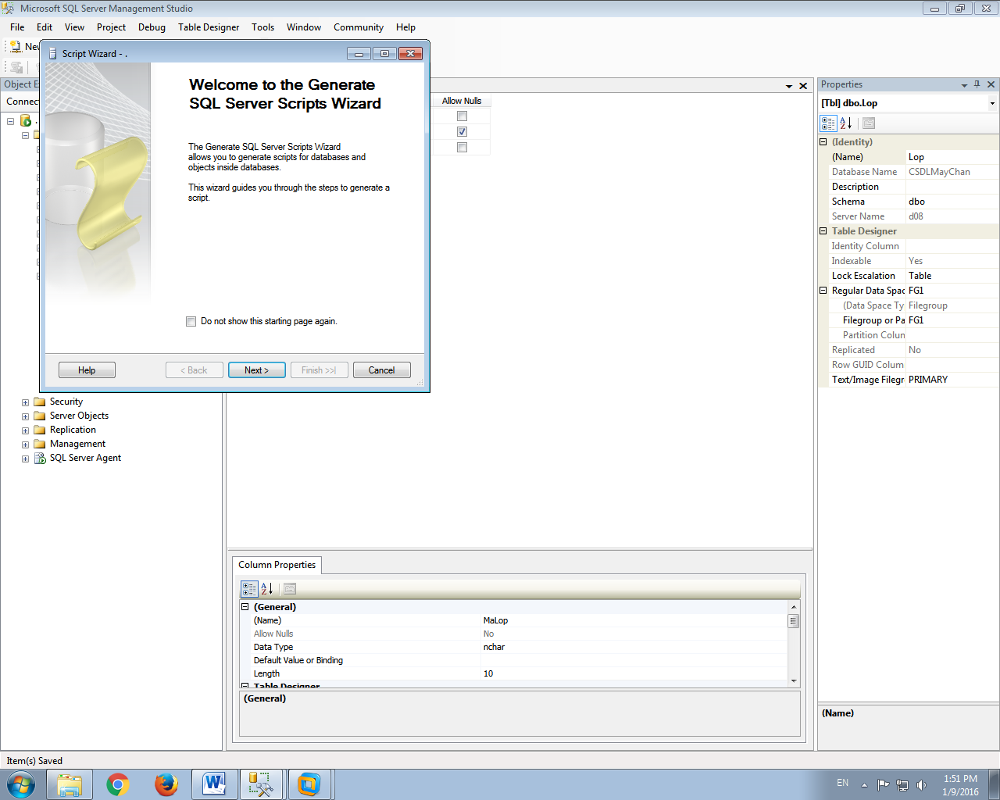 Microsoft SQL Server Management Studio
File Edit View Project Debug Table Designer Tools Window Community Help
Script Wizard - .
Welcome to the Generate
SQL Server Scripts Wizard
The Generate SQL Server Scripts Wizard
allows you to generate scripts for databases and
objects inside databases.
This wizard guides you through the steps to generate a
script.
Do not show this starting page again.
Help < Back Next > Finish >>| Cancel
Security
Server Objects
Replication
Management
SQL Server Agent
Allow Nulls
Column Properties
(General)
(Name) MaLop
Allow Nulls No
Data Type nchar
Default Value or Binding
Length 10
Table Designer
(General)
Properties
[Tbl] dbo.Lop
(Identity)
(Name) Lop
Database Name CSDLMayChan
Description
Schema dbo
Server Name d08
Table Designer
Identity Column
Indexable Yes
Lock Escalation Table
Regular Data Spac FG1
(Data Space Ty Filegroup
Filegroup or Pa FG1
Partition Colun
Replicated No
Row GUID Colum
Text/Image Filegr PRIMARY
(Name)
Item(s) Saved
EN
1:51 PM
1/9/2016